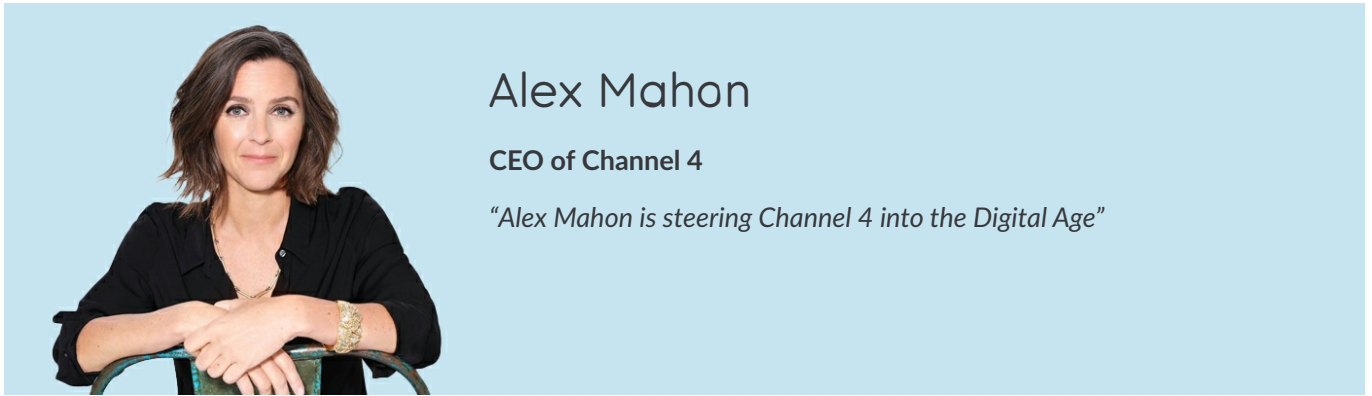 Alex Mahon
CEO of Channel 4
“Alex Mahon is steering Channel 4 into the Digital Age”